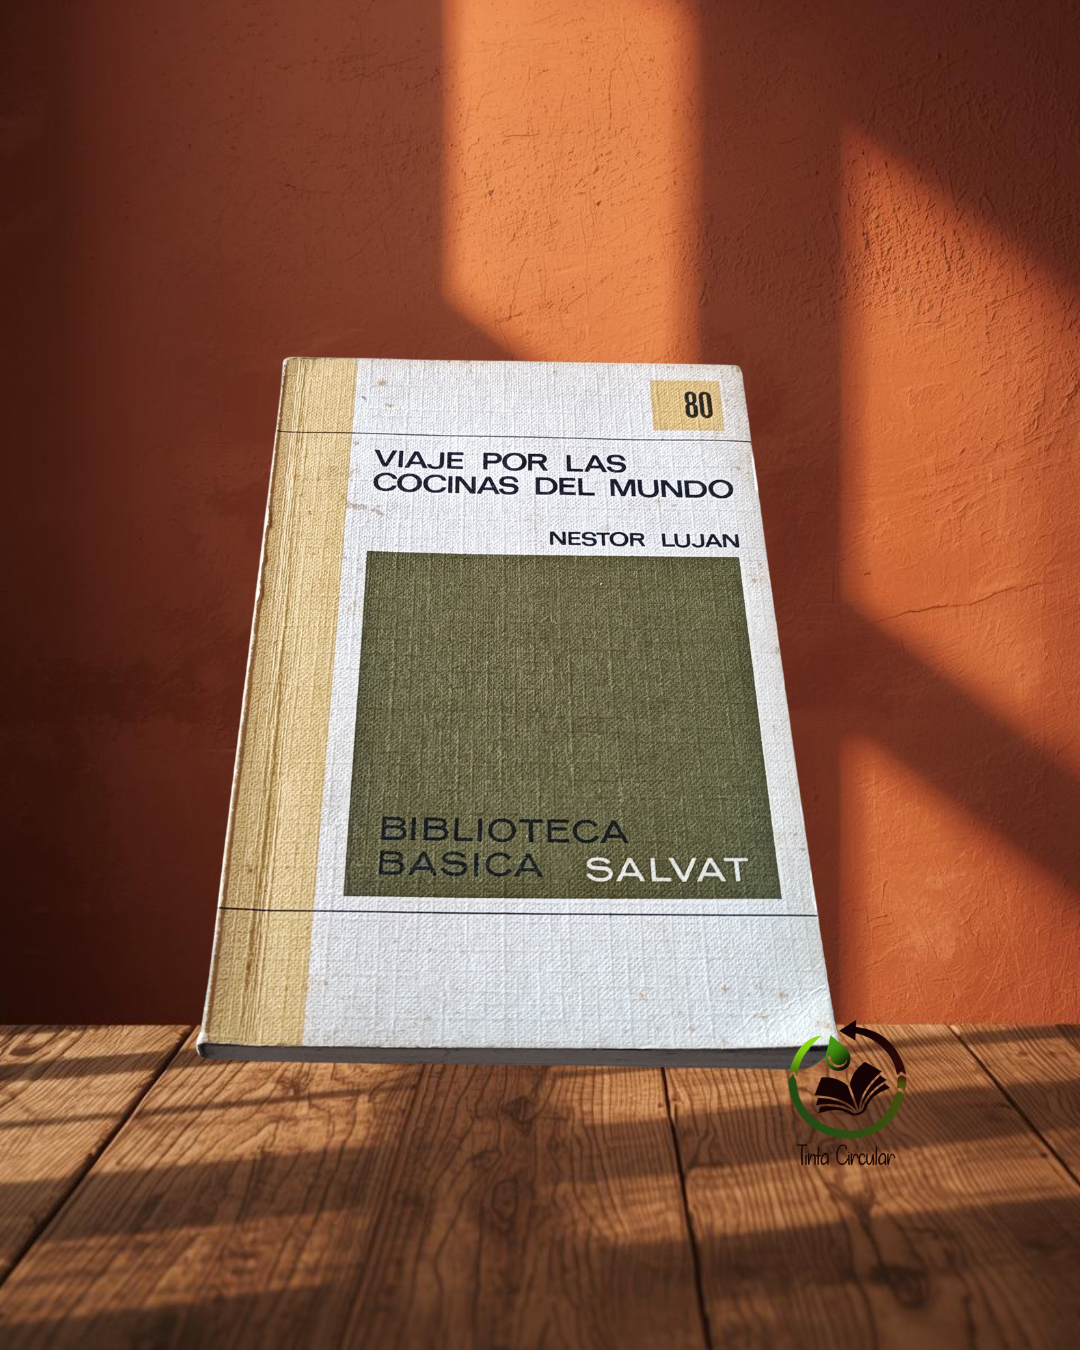 80
VIAJE POR LAS
COCINAS DEL MUNDO
NESTOR LUJAN
BIBLIOTECA
BASICA SALVAT
Tinta Circular